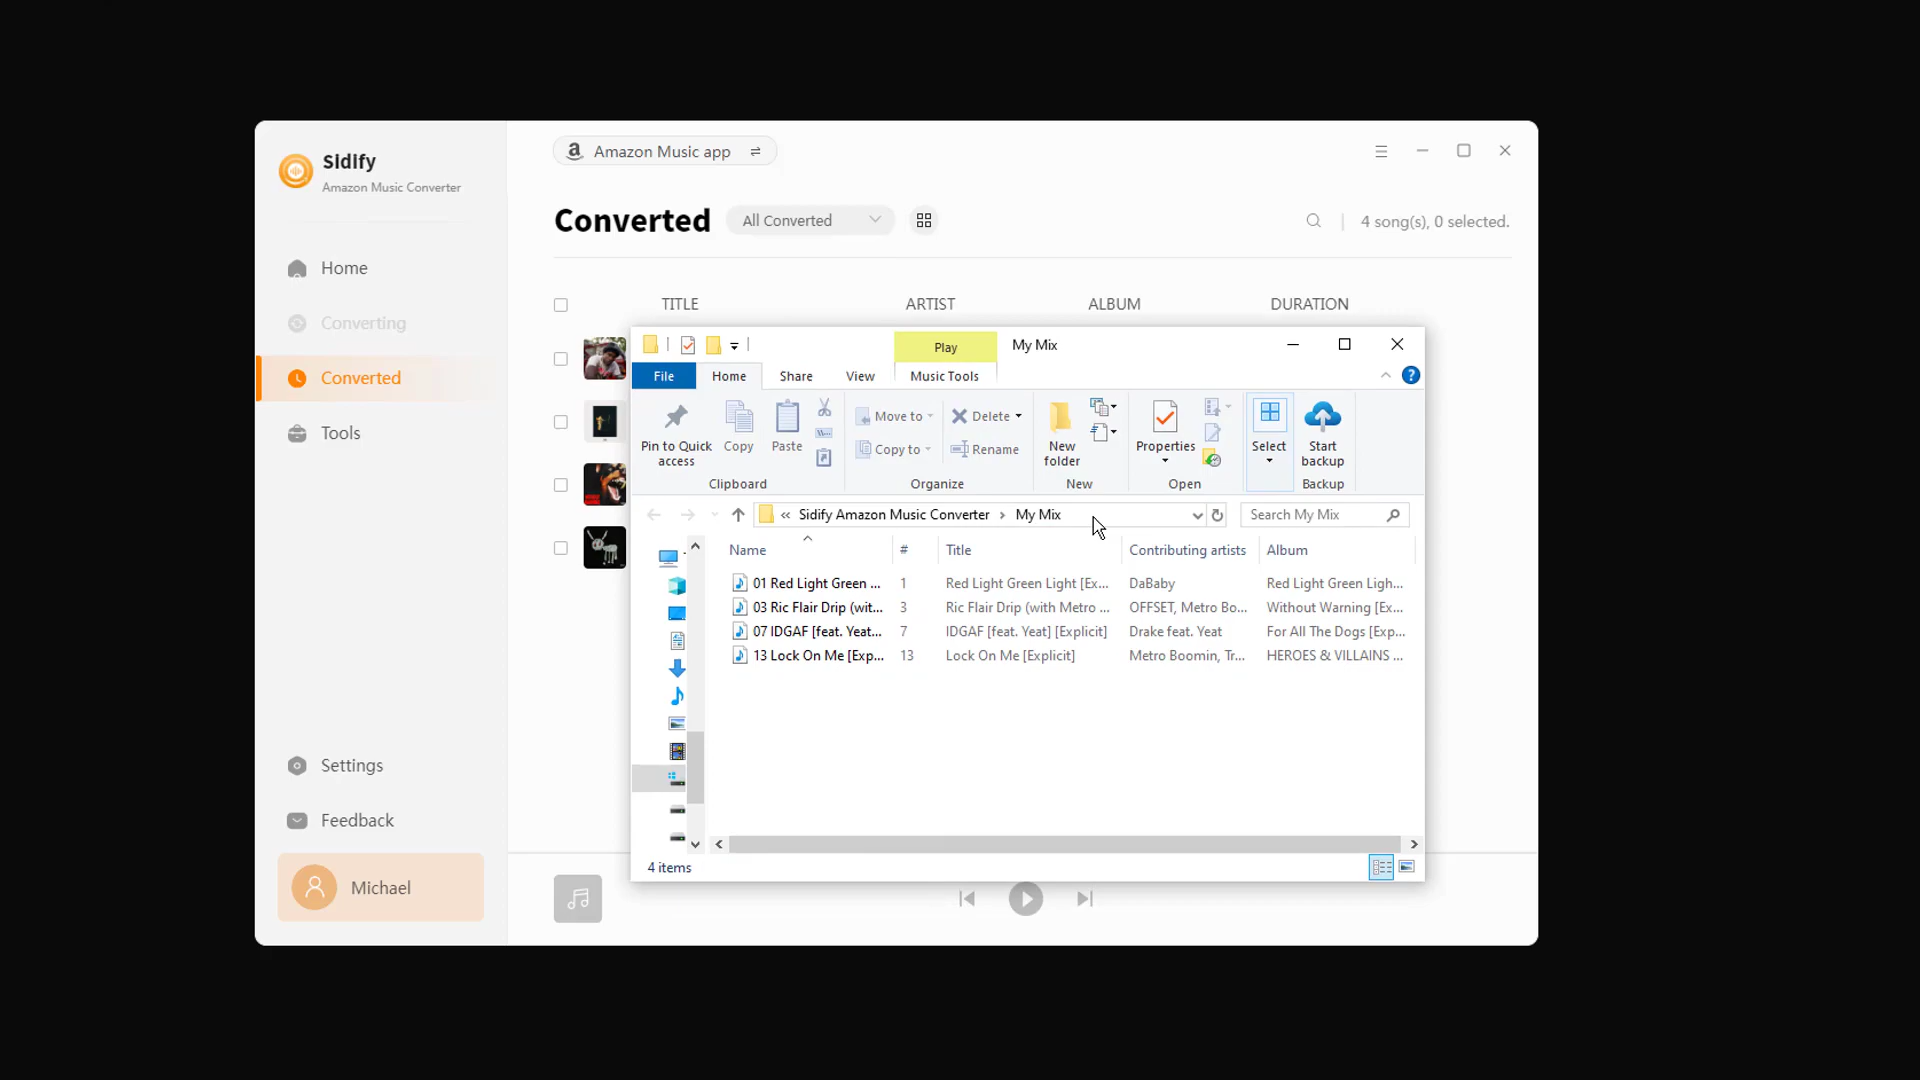 Sidify
Amazon Music Converter
Home
Converting
Converted
Tools
Settings
Feedback
Michael
Amazon Music app
Converted
All Converted
4 song(s), 0 selected.
TITLE ARTIST ALBUM DURATION
Play
My Mix
File Home Share View Music Tools
Pin to Quick access
Copy
Paste
Clipboard
Move to
Copy to
Delete
Rename
Organize
New folder
New
Properties
Open
Select
Start backup
Backup
« Sidify Amazon Music Converter › My Mix
Search My Mix
Name # Title Contributing artists Album
01 Red Light Green ... 1 Red Light Green Light [Ex... DaBaby Red Light Green Ligh...
03 Ric Flair Drip (wit... 3 Ric Flair Drip (with Metro ... OFFSET, Metro Bo... Without Warning [Ex...
07 IDGAF [feat. Yeat... 7 IDGAF [feat. Yeat] [Explicit] Drake feat. Yeat For All The Dogs [Exp...
13 Lock On Me [Exp... 13 Lock On Me [Explicit] Metro Boomin, Tr... HEROES & VILLAINS ...
4 items